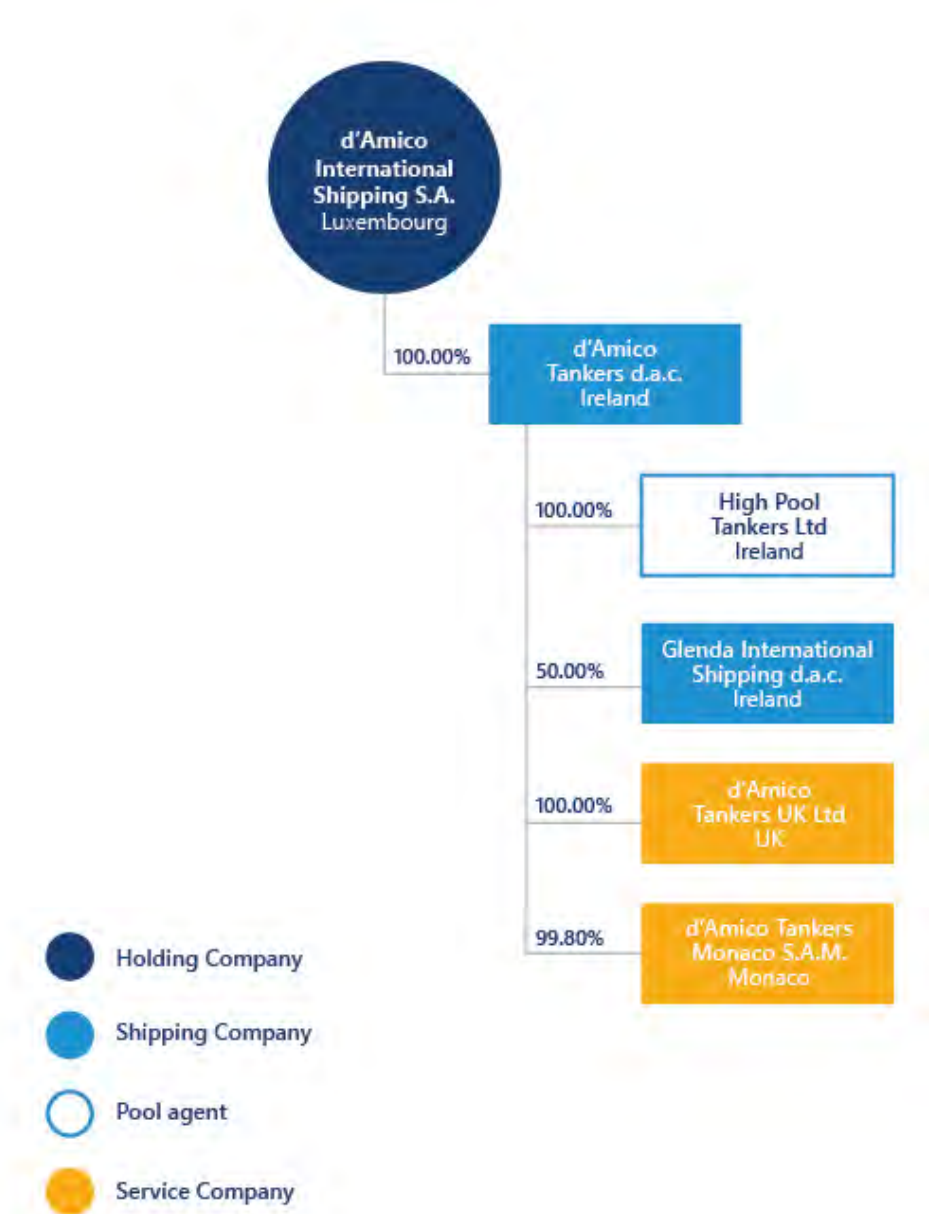 d'Amico
International
Shipping S.A.
Luxembourg
100.00%
d'Amico
Tankers d.a.c.
Ireland
100.00%
High Pool
Tankers Ltd
Ireland
50.00%
Glenda International
Shipping d.a.c.
Ireland
100.00%
d'Amico
Tankers UK Ltd
UK
99.80%
d'Amico Tankers
Monaco S.A.M.
Monaco
Holding Company
Shipping Company
Pool agent
Service Company